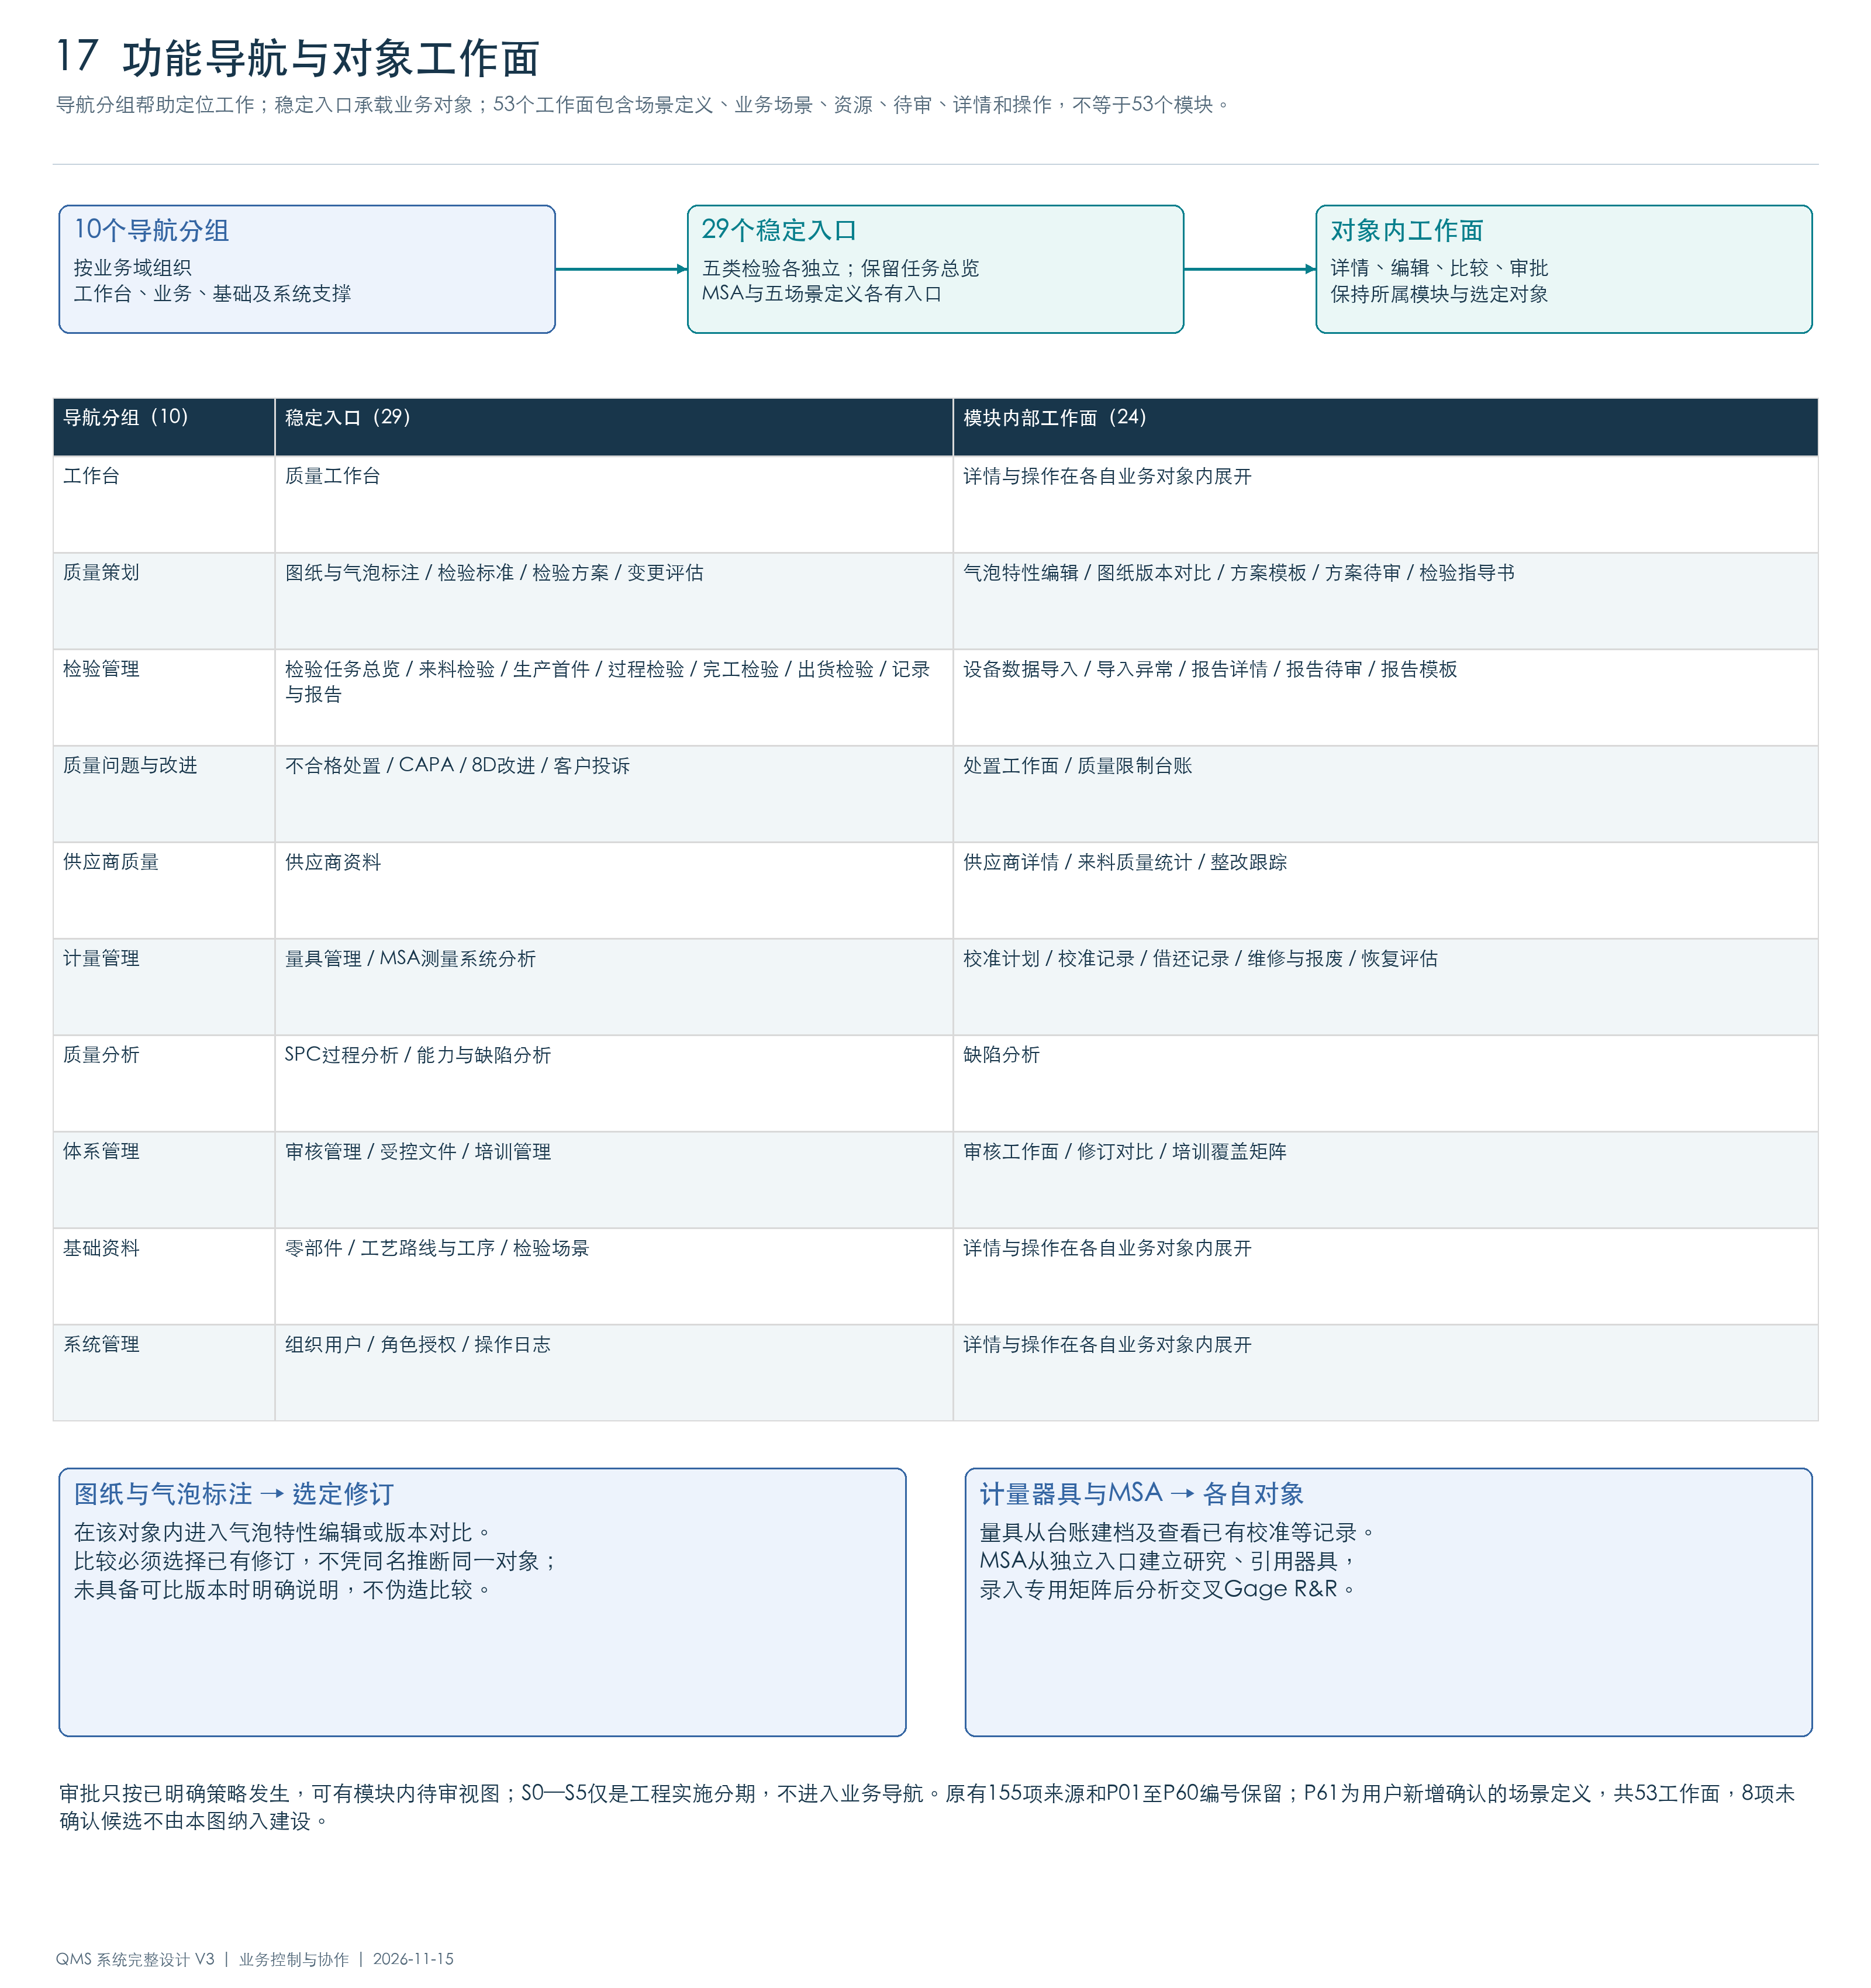 17 功能导航与对象工作面
导航分组帮助定位工作；稳定入口承载业务对象；53个工作面包含场景定义、业务场景、资源、待审、详情和操作，不等于53个模块。
10个导航分组
按业务域组织
工作台、业务、基础及系统支撑
29个稳定入口
五类检验各独立；保留任务总览
MSA与五场景定义各有入口
对象内工作面
详情、编辑、比较、审批
保持所属模块与选定对象
导航分组（10） 稳定入口（29） 模块内部工作面（24）
工作台 质量工作台 详情与操作在各自业务对象内展开
质量策划 图纸与气泡标注 / 检验标准 / 检验方案 / 变更评估 气泡特性编辑 / 图纸版本对比 / 方案模板 / 方案待审 / 检验指导书
检验管理 检验任务总览 / 来料检验 / 生产首件 / 过程检验 / 完工检验 / 出货检验 / 记录 设备数据导入 / 导入异常 / 报告详情 / 报告待审 / 报告模板
与报告
质量问题与改进 不合格处置 / CAPA / 8D改进 / 客户投诉 处置工作面 / 质量限制台账
供应商质量 供应商资料 供应商详情 / 来料质量统计 / 整改跟踪
计量管理 量具管理 / MSA测量系统分析 校准计划 / 校准记录 / 借还记录 / 维修与报废 / 恢复评估
质量分析 SPC过程分析 / 能力与缺陷分析 缺陷分析
体系管理 审核管理 / 受控文件 / 培训管理 审核工作面 / 修订对比 / 培训覆盖矩阵
基础资料 零部件 / 工艺路线与工序 / 检验场景 详情与操作在各自业务对象内展开
系统管理 组织用户 / 角色授权 / 操作日志 详情与操作在各自业务对象内展开
图纸与气泡标注 → 选定修订
在该对象内进入气泡特性编辑或版本对比。
比较必须选择已有修订，不凭同名推断同一对象；
未具备可比版本时明确说明，不伪造比较。
计量器具与MSA → 各自对象
量具从台账建档及查看已有校准等记录。
MSA从独立入口建立研究、引用器具，
录入专用矩阵后分析交叉Gage R&R。
审批只按已明确策略发生，可有模块内待审视图；S0—S5仅是工程实施分期，不进入业务导航。原有155项来源和P01至P60编号保留；P61为用户新增确认的场景定义，共53工作面，8项未
确认候选不由本图纳入建设。
QMS 系统完整设计 V3 | 业务控制与协作 | 2026-11-15